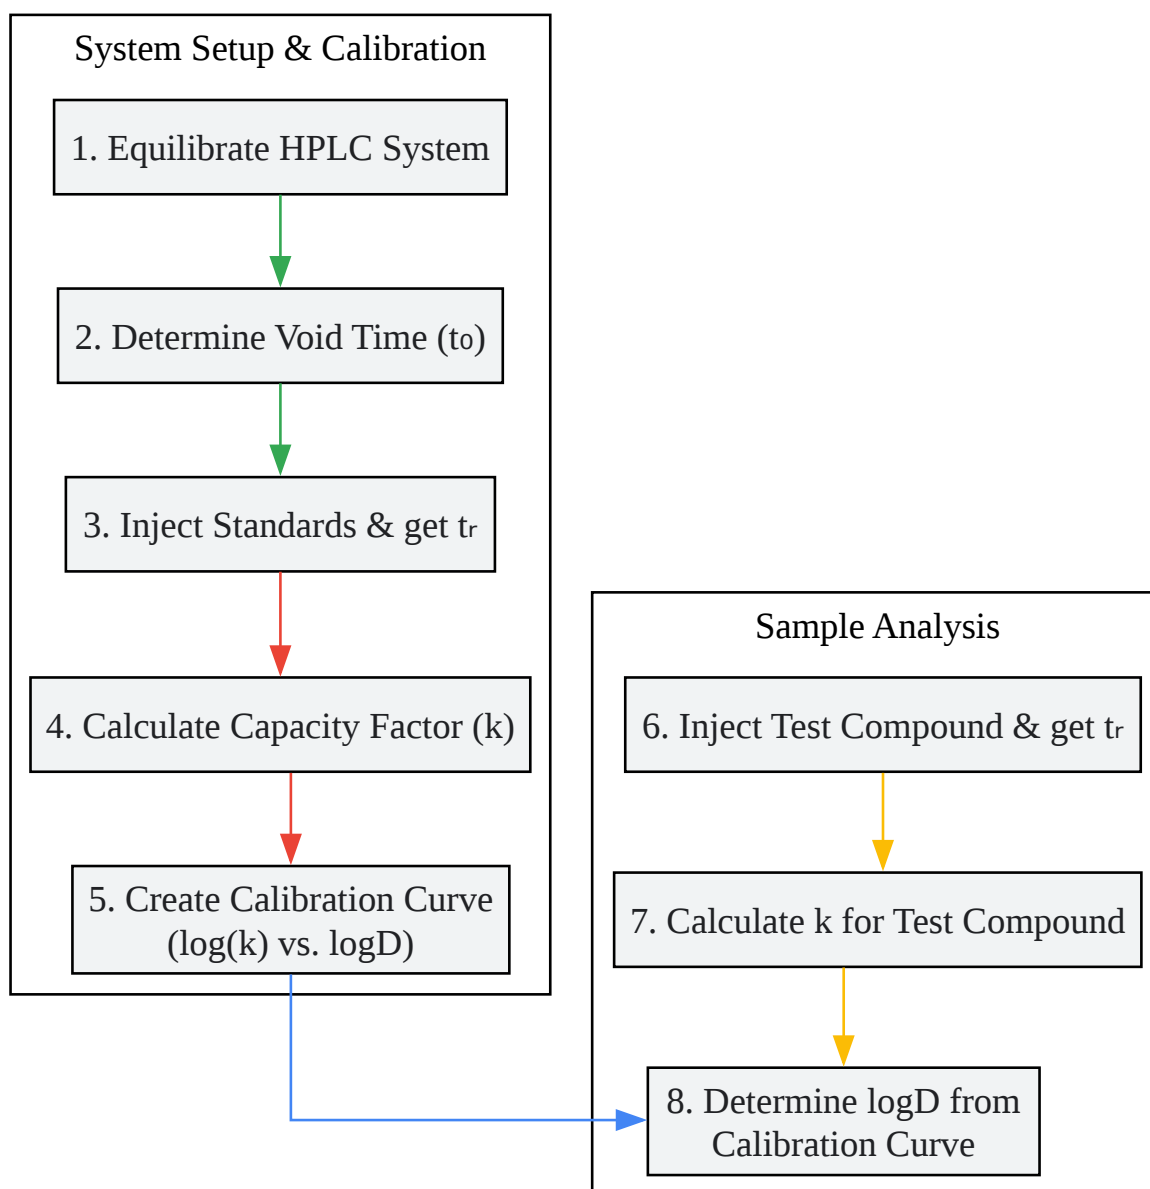 System Setup & Calibration
1. Equilibrate HPLC System
2. Determine Void Time (t₀)
3. Inject Standards & get tᵣ
4. Calculate Capacity Factor (k)
5. Create Calibration Curve
(log(k) vs. logD)
Sample Analysis
6. Inject Test Compound & get tᵣ
7. Calculate k for Test Compound
8. Determine logD from
Calibration Curve